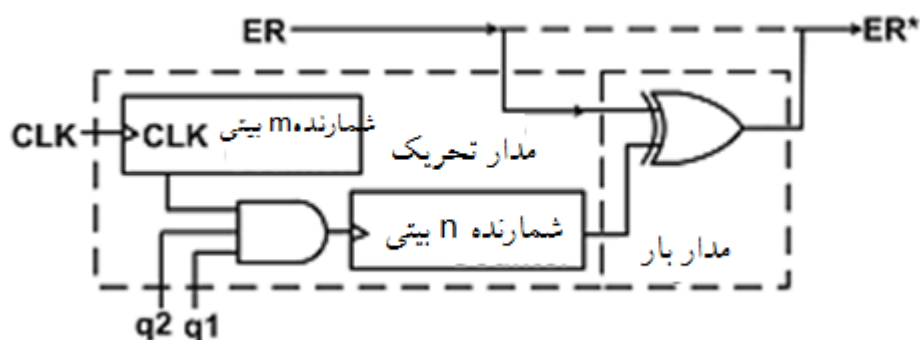 ER
ER*
CLK
CLK
شمارنده m بیتی
مدار تحریک
شمارنده n بیتی
مدار بار
q2 q1